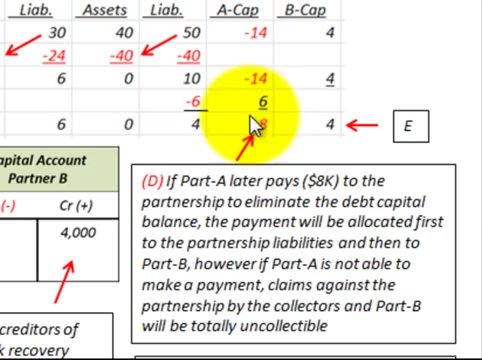 Liab. Assets Liab. A-Cap B-Cap
30 40 50 -14 4
-24 -40 -40
6 0 10 -14 4
-6 6
6 0 4 8 4
E
apital Account
Partner B
(-) Cr (+)
4,000
(D) If Part-A later pays ($8K) to the
partnership to eliminate the debt capital
balance, the payment will be allocated first
to the partnership liabilities and then to
Part-B, however if Part-A is not able to
make a payment, claims against the
partnership by the collectors and Part-B
will be totally uncollectible
creditors of
k recovery